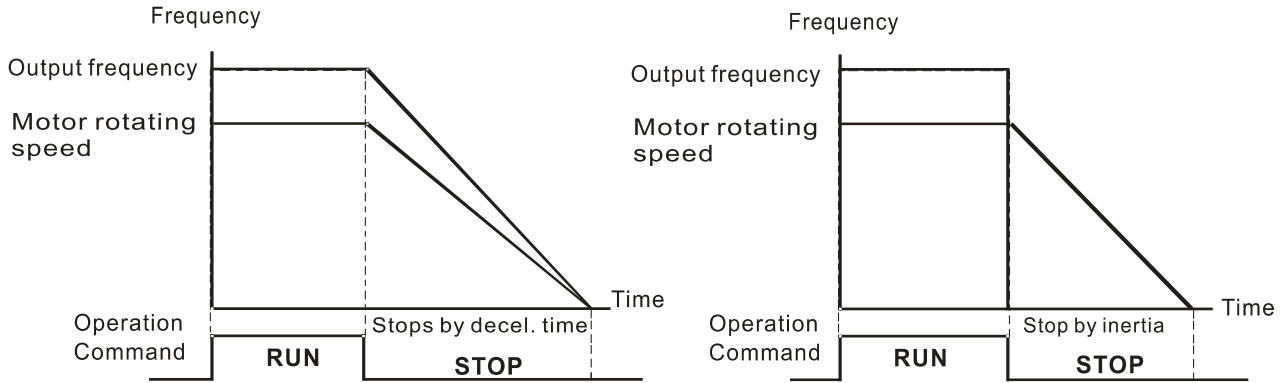 Frequency
Output frequency
Motor rotating
speed
Time
Operation
Command
Stops by decel. time
RUN
STOP
Frequency
Output frequency
Motor rotating
speed
Time
Operation
Command
Stop by inertia
RUN
STOP